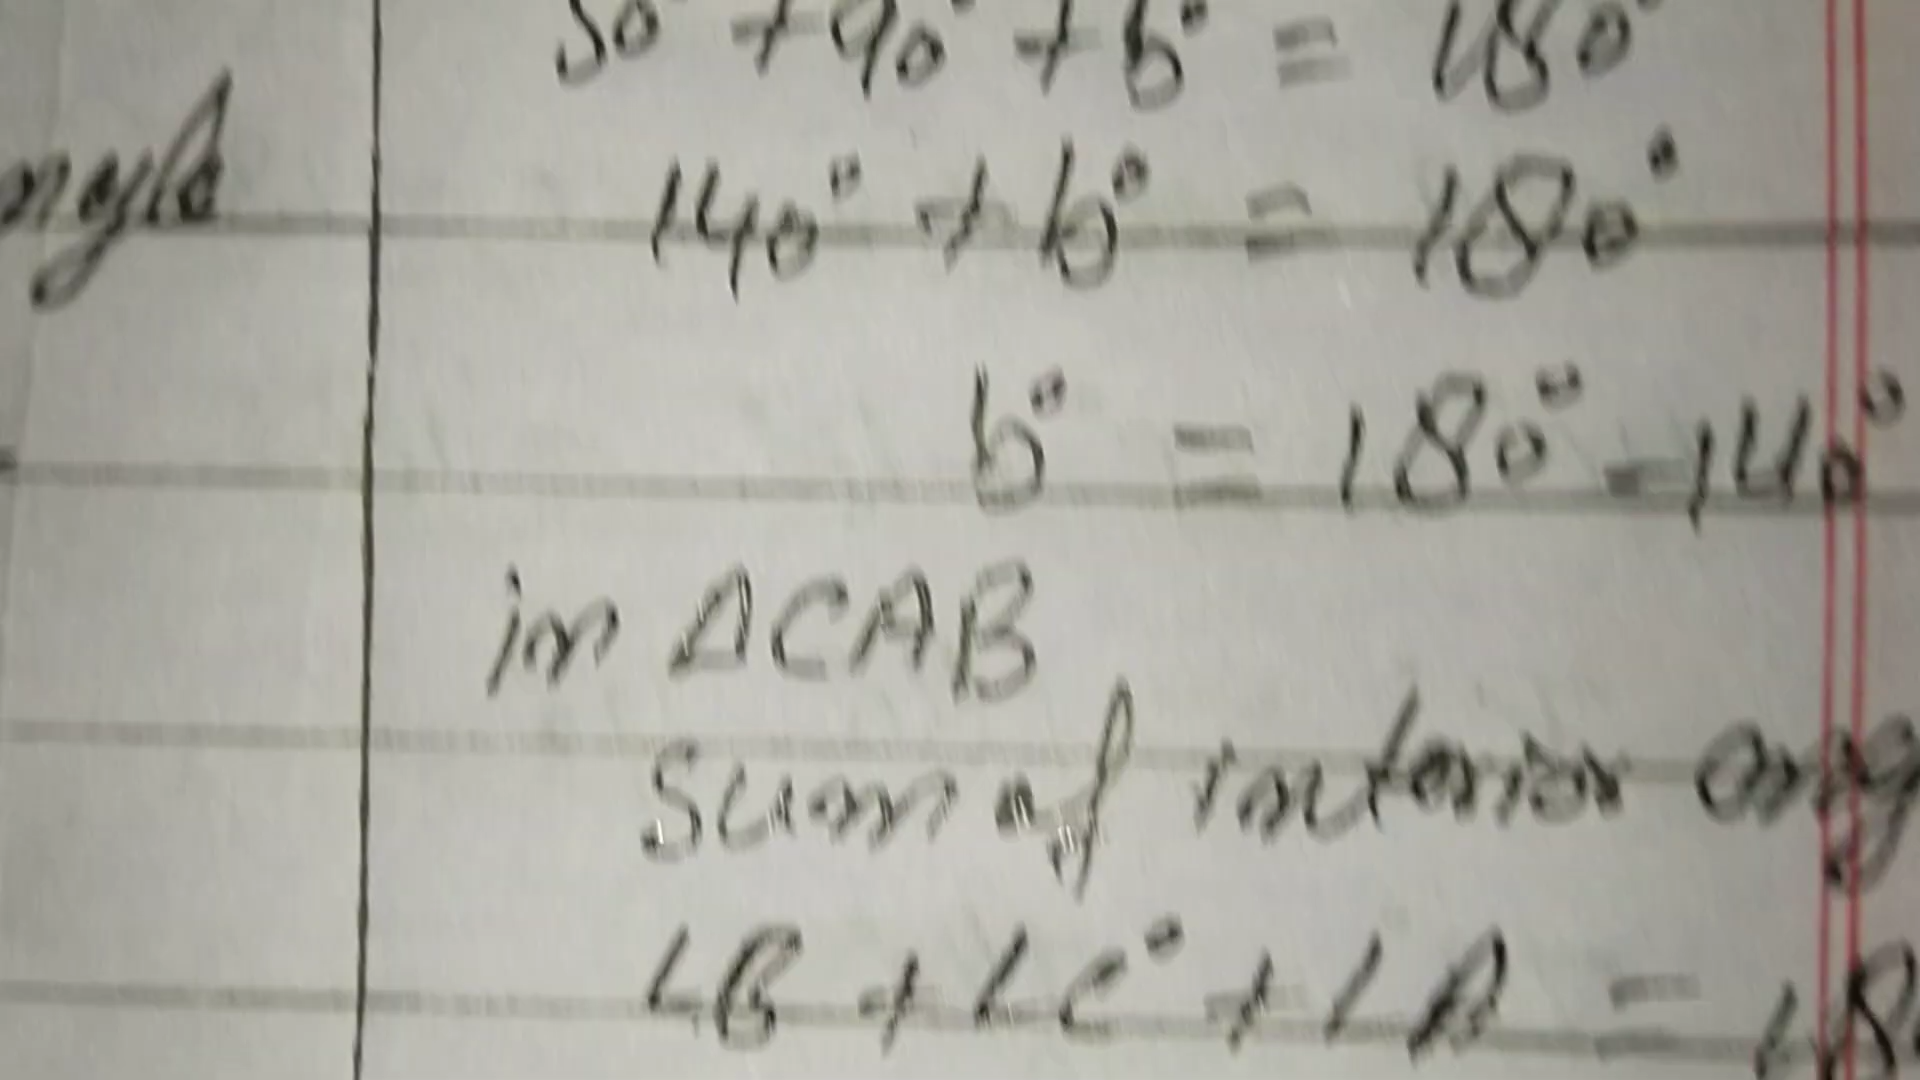 50° + 90° + b° = 180°
140° + b° = 180°
b° = 180° - 140°
in ΔCAB
Sum of interior
∠B + ∠C° + ∠A =